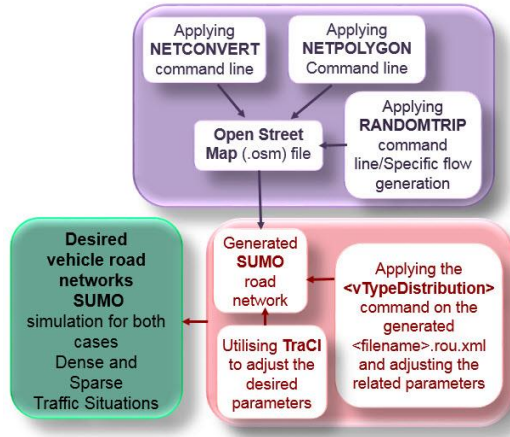 Applying
NETCONVERT
command line
Applying
NETPOLYGON
Command line
Open Street
Map (.osm) file
Applying
RANDOMTRIP
command
line/Specific flow
generation
Desired
vehicle road
networks
SUMO
simulation for both
cases
Dense and
Sparse
Traffic Situations
Generated
SUMO
road
network
Utilising TraCI
to adjust the
desired
parameters
Applying the
<vTypeDistribution>
command on the
generated
<filename>.rou.xml
and adjusting the
related parameters